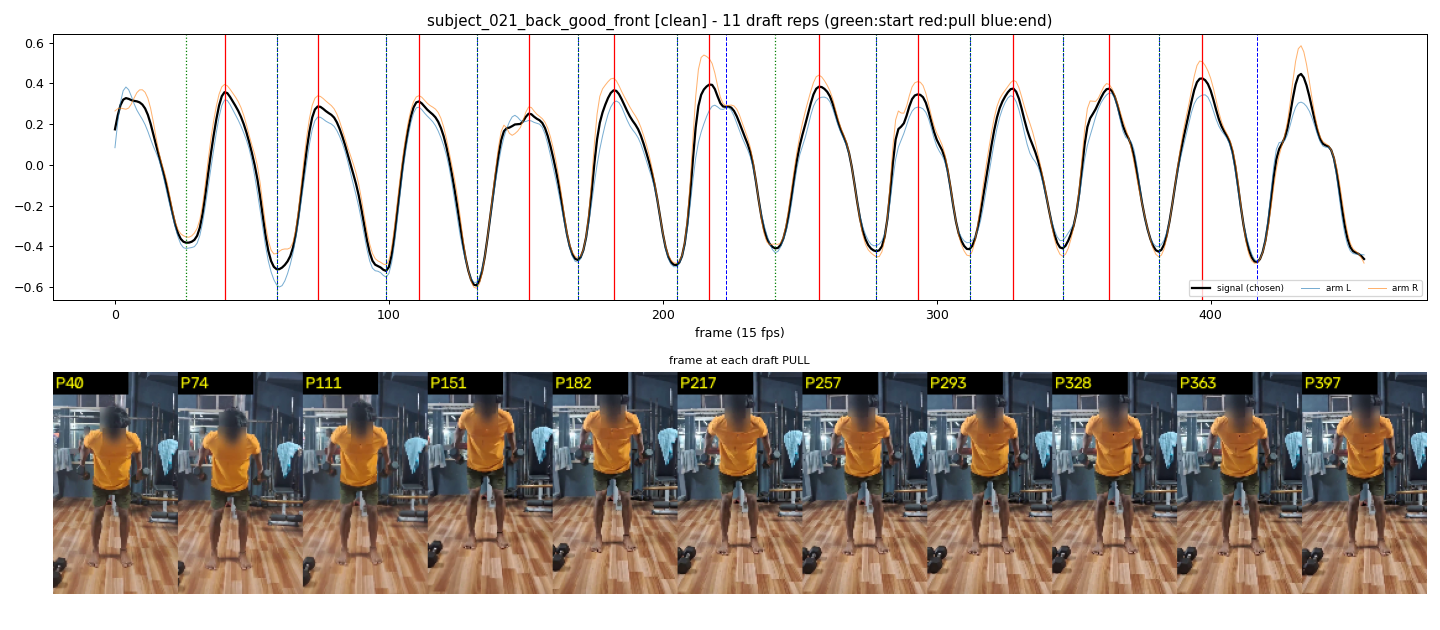 subject_021_back_good_front [clean] - 11 draft reps (green:start red:pull blue:end)
0.6
0.4
0.2
0.0
−0.2
−0.4
−0.6
0
100
200
300
400
signal (chosen)
arm L
arm R
frame (15 fps)
frame at each draft PULL
P40
P74
P111
P151
P182
P217
P257
P293
P328
P363
P397